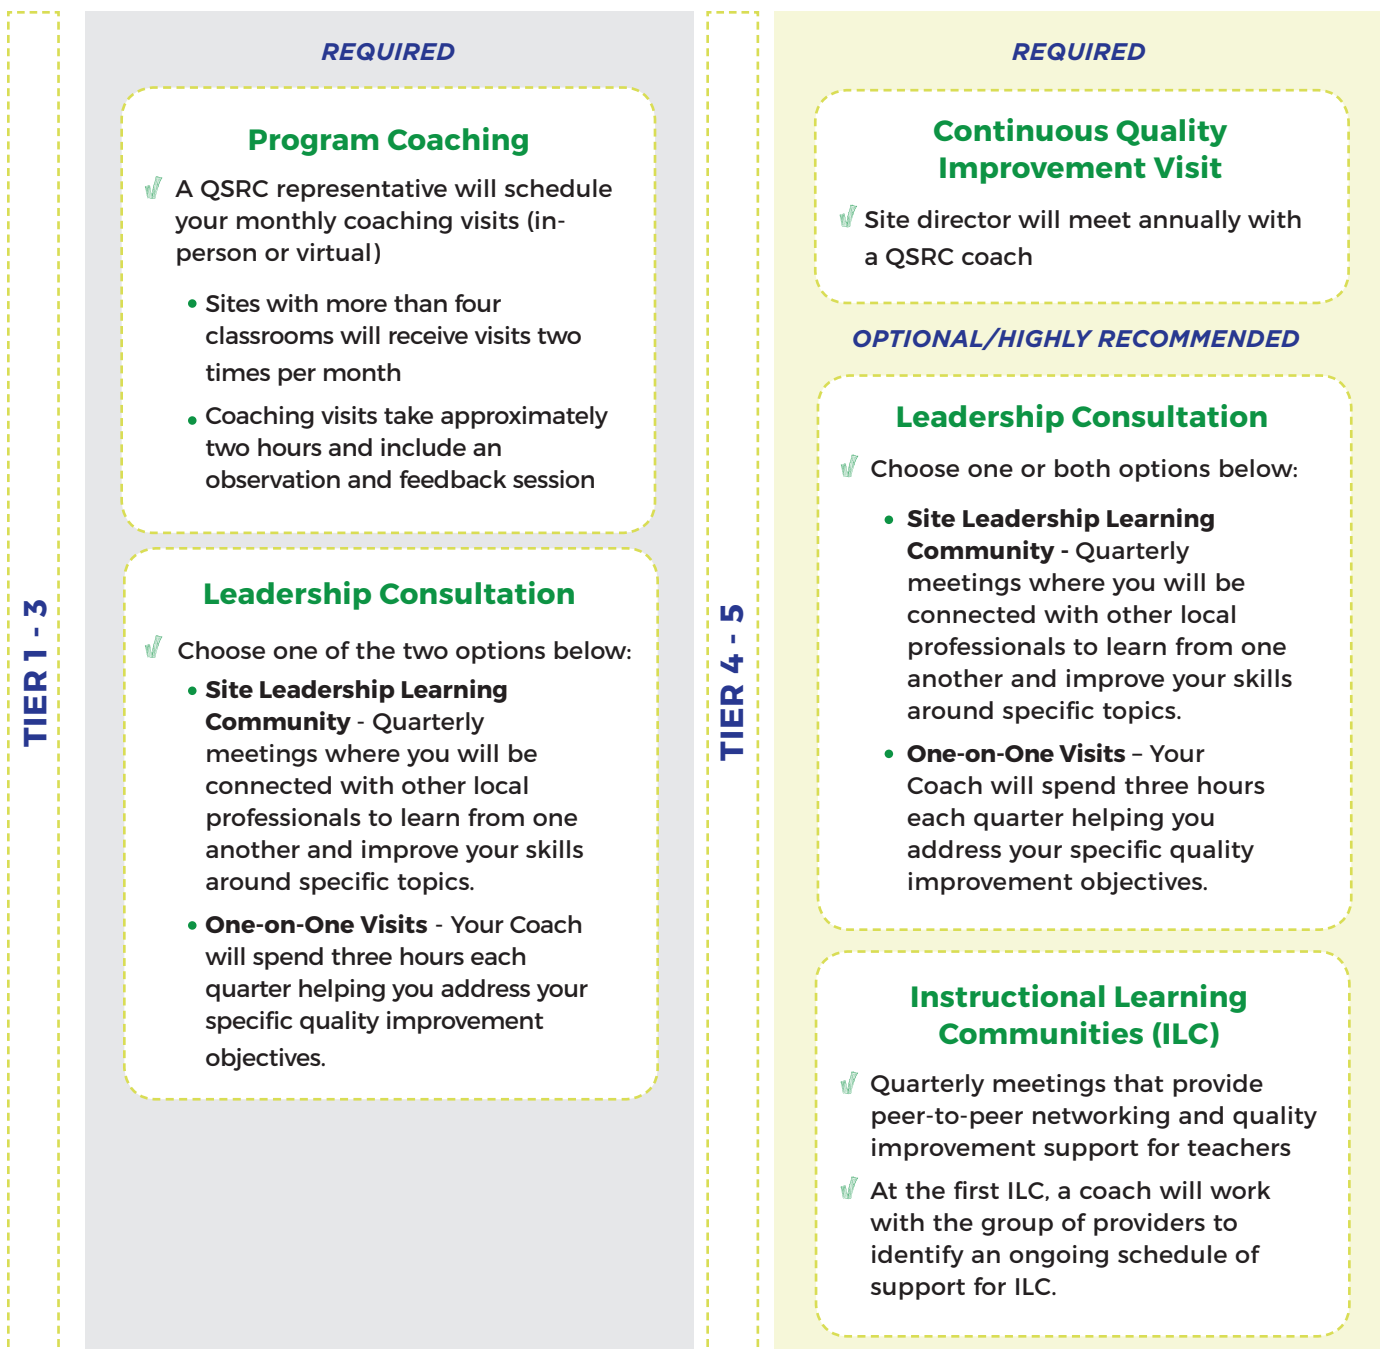 TIER 1 - 3
REQUIRED
Program Coaching
A QSRC representative will schedule
your monthly coaching visits (in-
person or virtual)
Sites with more than four
classrooms will receive visits two
times per month
Coaching visits take approximately
two hours and include an
observation and feedback session
Leadership Consultation
Choose one of the two options below:
Site Leadership Learning
Community - Quarterly
meetings where you will be
connected with other local
professionals to learn from one
another and improve your skills
around specific topics.
One-on-One Visits - Your Coach
will spend three hours each
quarter helping you address your
specific quality improvement
objectives.
TIER 4 - 5
REQUIRED
Continuous Quality
Improvement Visit
Site director will meet annually with
a QSRC coach
OPTIONAL/HIGHLY RECOMMENDED
Leadership Consultation
Choose one or both options below:
Site Leadership Learning
Community - Quarterly
meetings where you will be
connected with other local
professionals to learn from one
another and improve your skills
around specific topics.
One-on-One Visits – Your
Coach will spend three hours
each quarter helping you
address your specific quality
improvement objectives.
Instructional Learning
Communities (ILC)
Quarterly meetings that provide
peer-to-peer networking and quality
improvement support for teachers
At the first ILC, a coach will work
with the group of providers to
identify an ongoing schedule of
support for ILC.